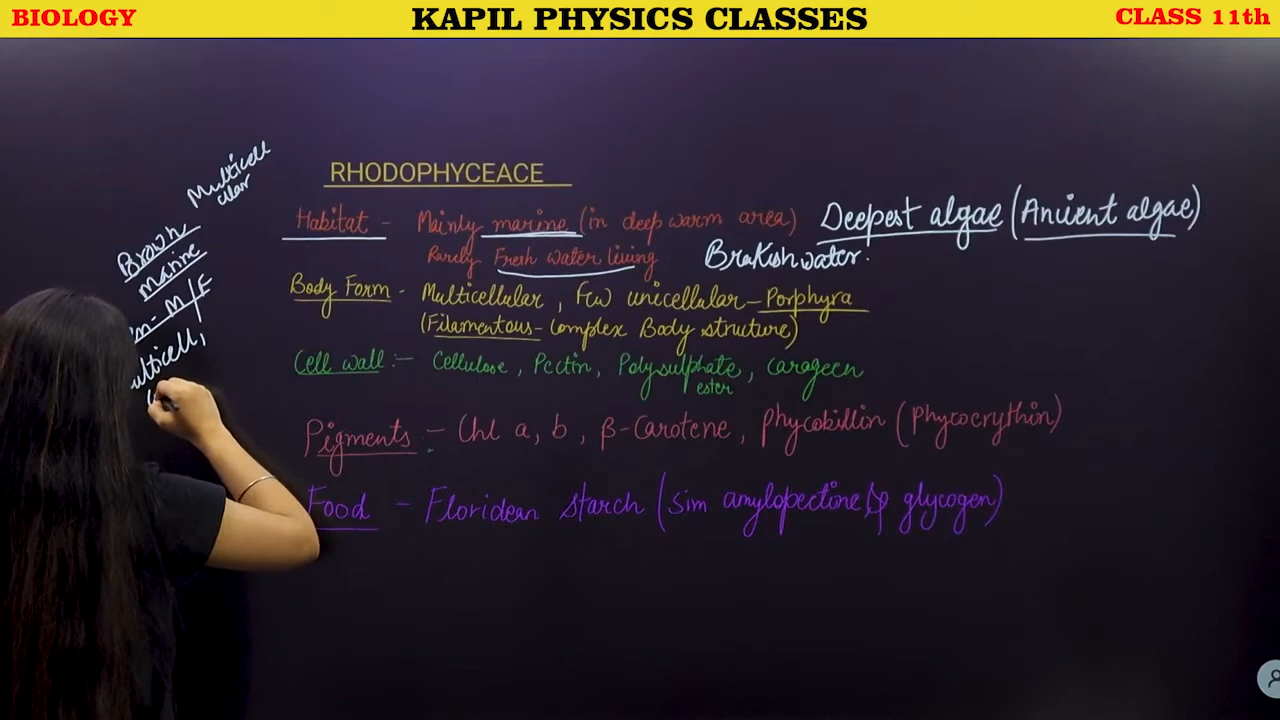 BIOLOGY
KAPIL PHYSICS CLASSES
CLASS 11th
RHODOPHYCEACE
Habitat - Mainly marine (in deep warm area) Deepest algae (Ancient algae)
Rarely Fresh water living Brakish water.
Body Form - Multicellular, Few unicellular - Porphyra
(Filamentous - Complex Body struture)
Cell wall :- Cellulose, Pectin, Polysulphate ester, carageen
Pigments :- Chl a, b, β-Carotene, Phycobillin (Phycocrythin)
Food - Floridean starch (Sim amylopectine & glycogen)
Multicell
ular
Brown
marine
M/F